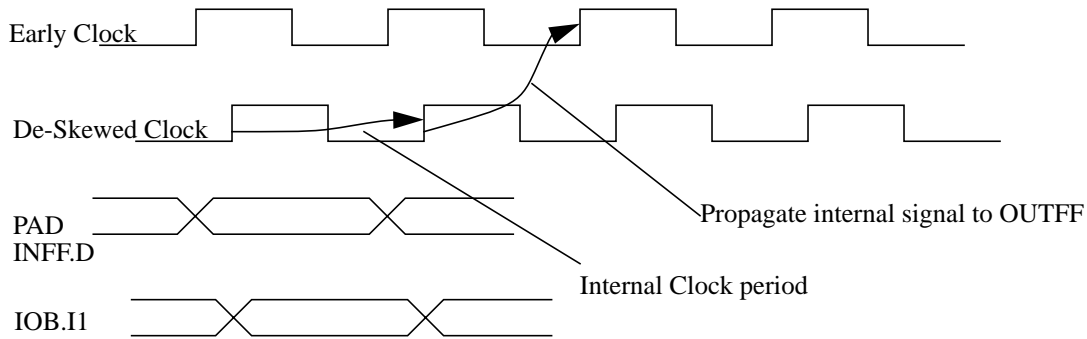 Early Clock
De-Skewed Clock
Propagate internal signal to OUTFF
PAD
INFF.D
Internal Clock period
IOB.I1